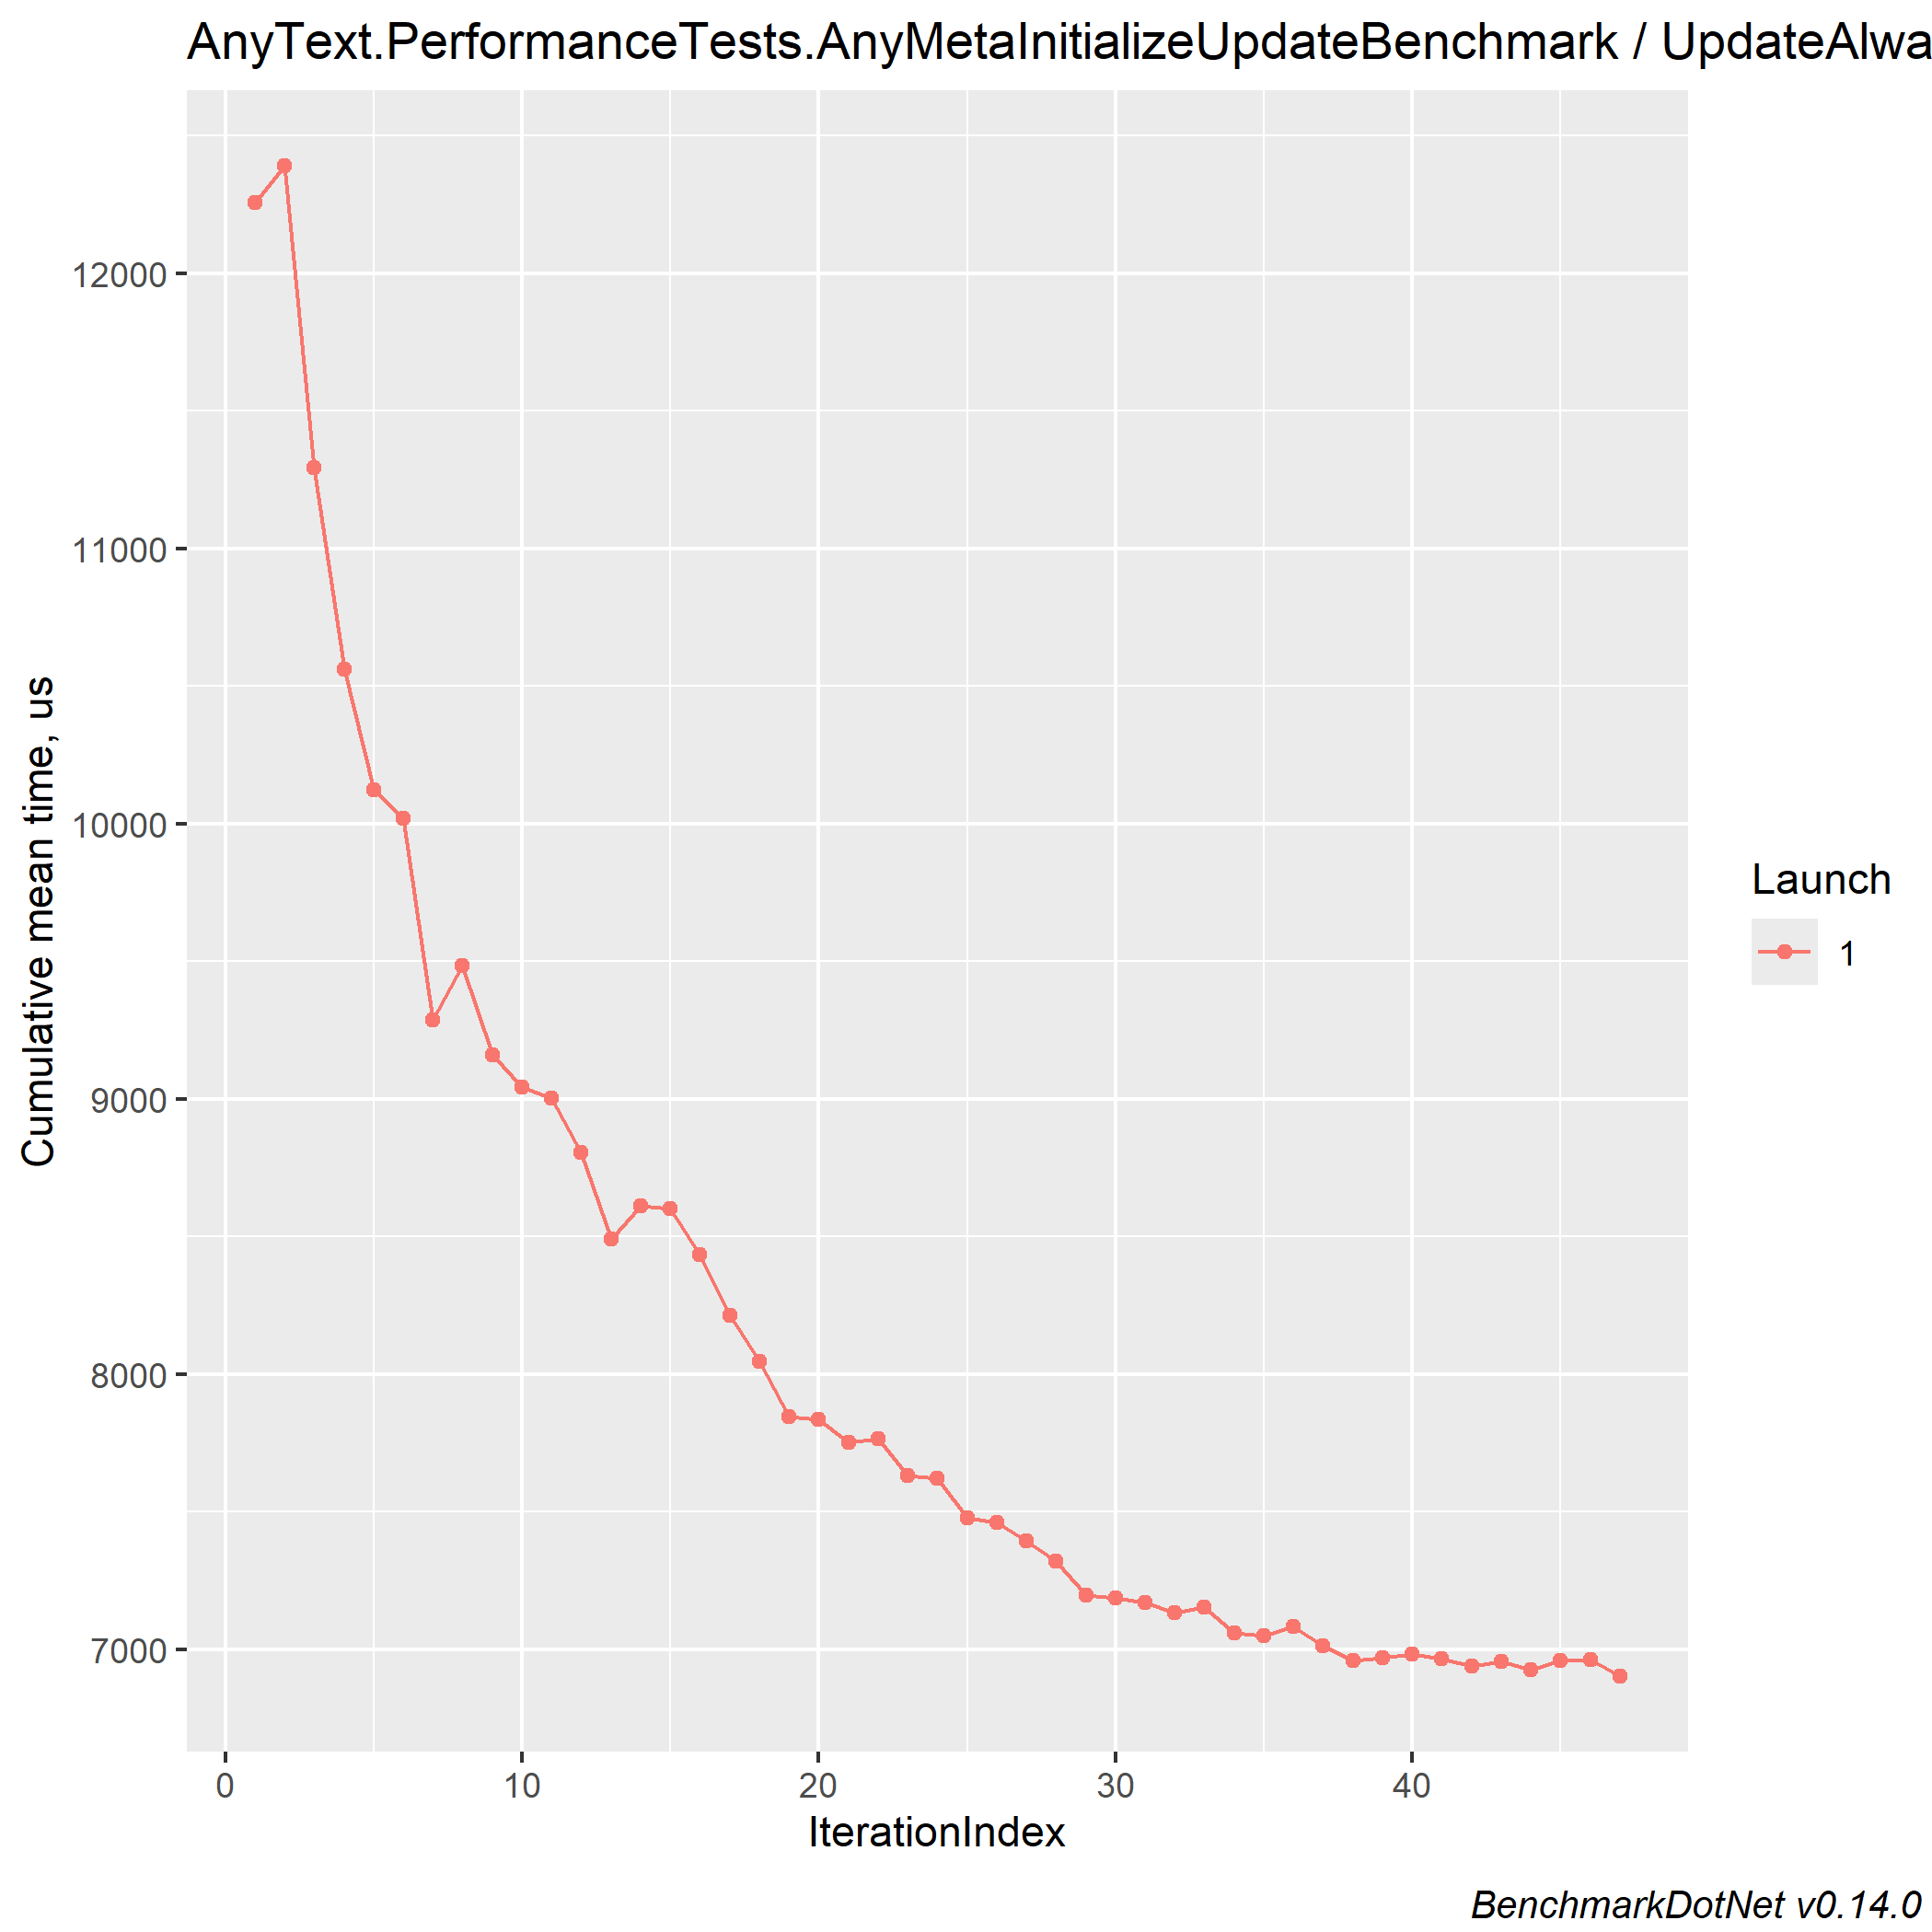 AnyText.PerformanceTests.AnyMetaInitializeUpdateBenchmark / UpdateAlwa
12000
11000
10000
9000
8000
7000
Cumulative mean time, us
0 10 20 30 40
IterationIndex
Launch
1
BenchmarkDotNet v0.14.0